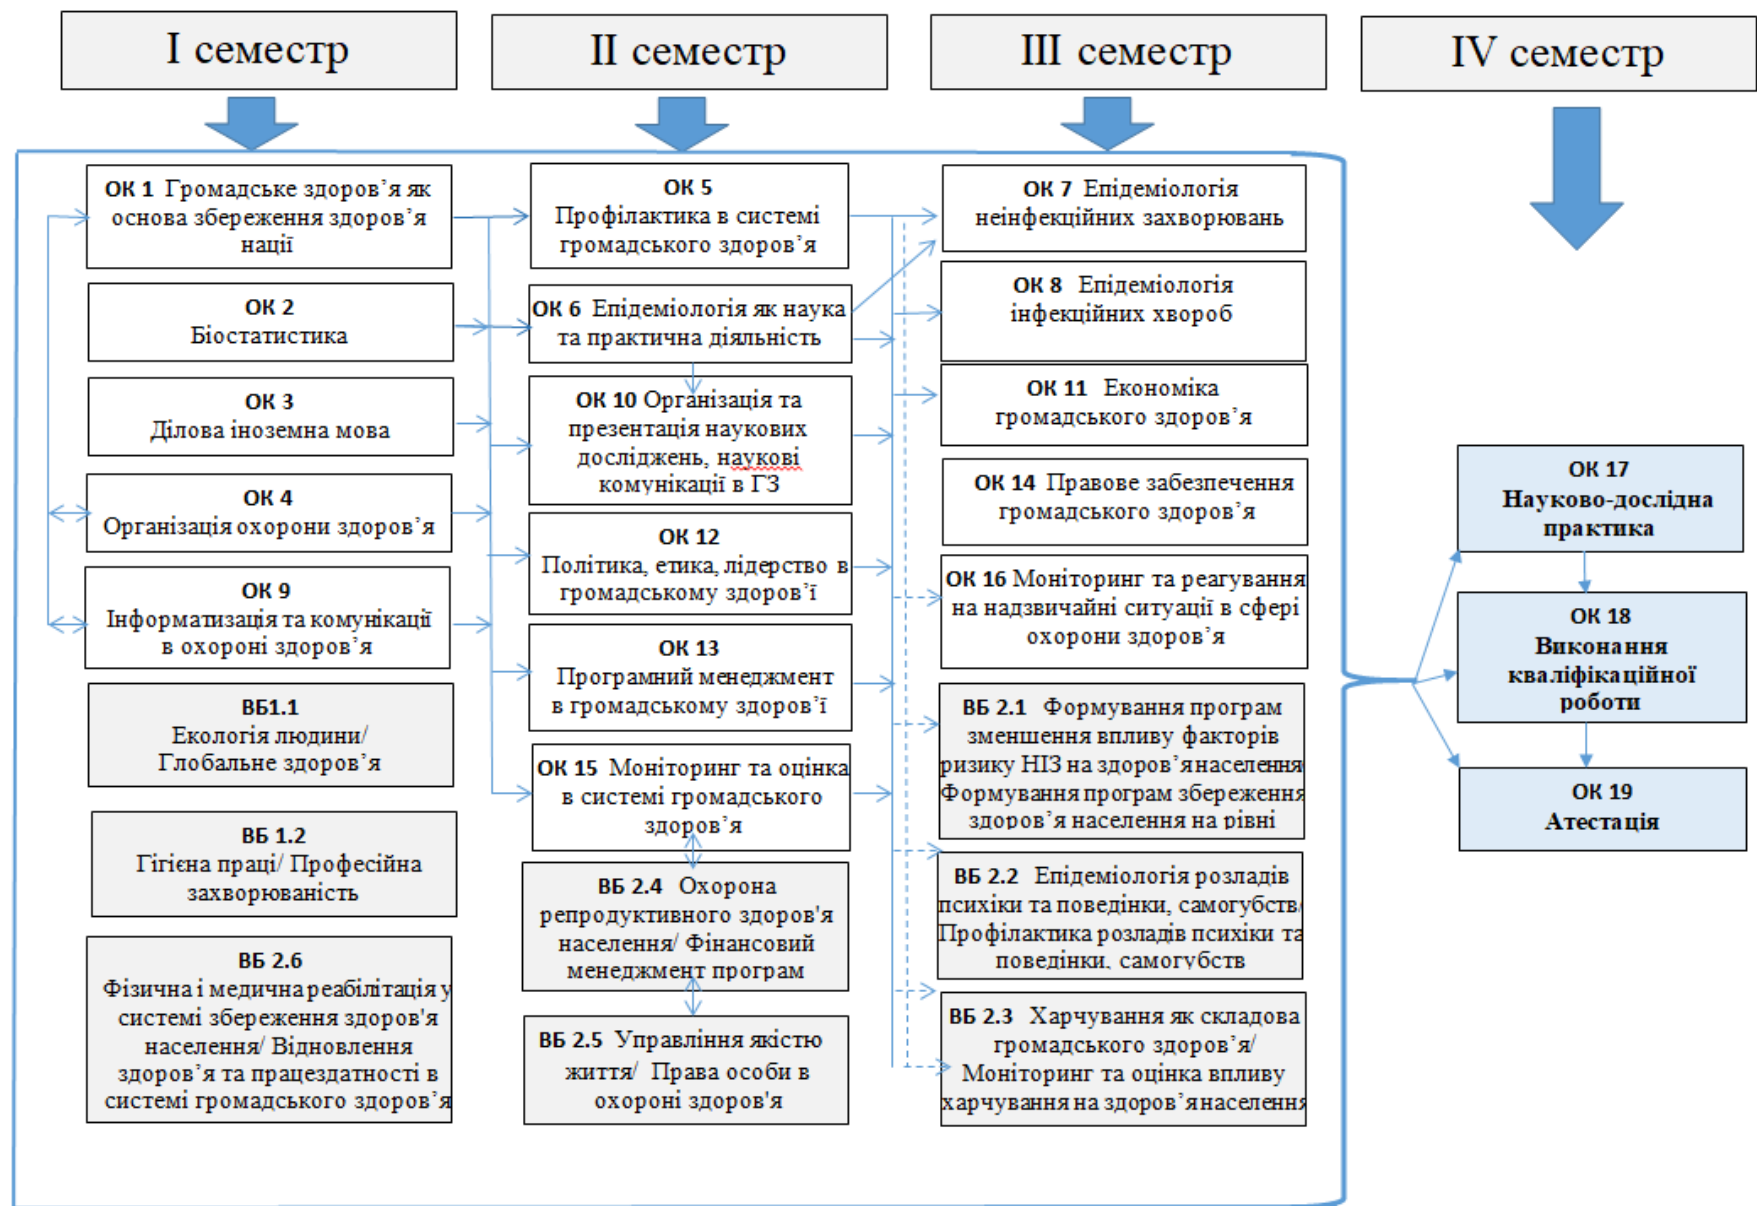 I семестр
II семестр
III семестр
IV семестр
ОК 1 Громадське здоров’я як
основа збереження здоров’я
нації
ОК 2
Біостатистика
ОК 3
Ділова іноземна мова
ОК 4
Організація охорони здоров’я
ОК 9
Інформатизація та комунікації
в охороні здоров’я
ВБ1.1
Екологія людини/
Глобальне здоров’я
ВБ 1.2
Гігієна праці/ Професійна
захворюваність
ВБ 2.6
Фізична і медична реабілітація у
системі збереження здоров'я
населення/ Відновлення
здоров’я та працездатності в
системі громадського здоров’я
ОК 5
Профілактика в системі
громадського здоров’я
ОК 6 Епідеміологія як наука
та практична діяльність
ОК 10 Організація та
презентація наукових
досліджень, наукові
комунікації в ГЗ
ОК 12
Політика, етика, лідерство в
громадському здоров’ї
ОК 13
Програмний менеджмент
в громадському здоров’ї
ОК 15 Моніторинг та оцінка
в системі громадського
здоров’я
ВБ 2.4 Охорона
репродуктивного здоров'я
населення/ Фінансовий
менеджмент програм
ВБ 2.5 Управління якістю
життя/ Права особи в
охороні здоров'я
ОК 7 Епідеміологія
неінфекційних захворювань
ОК 8 Епідеміологія
інфекційних хвороб
ОК 11 Економіка
громадського здоров’я
ОК 14 Правове забезпечення
громадського здоров’я
ОК 16 Моніторинг та реагування
на надзвичайні ситуації в сфері
охорони здоров’я
ВБ 2.1 Формування програм
зменшення впливу факторів
ризику НІЗ на здоров’я населення
Формування програм збереження
здоров’я населення на рівні
ВБ 2.2 Епідеміологія розладів
психіки та поведінки, самогубств/
Профілактика розладів психіки та
поведінки, самогубств
ВБ 2.3 Харчування як складова
громадського здоров’я/
Моніторинг та оцінка впливу
харчування на здоров’я населення
ОК 17
Науково-дослідна
практика
ОК 18
Виконання
кваліфікаційної
роботи
ОК 19
Атестація